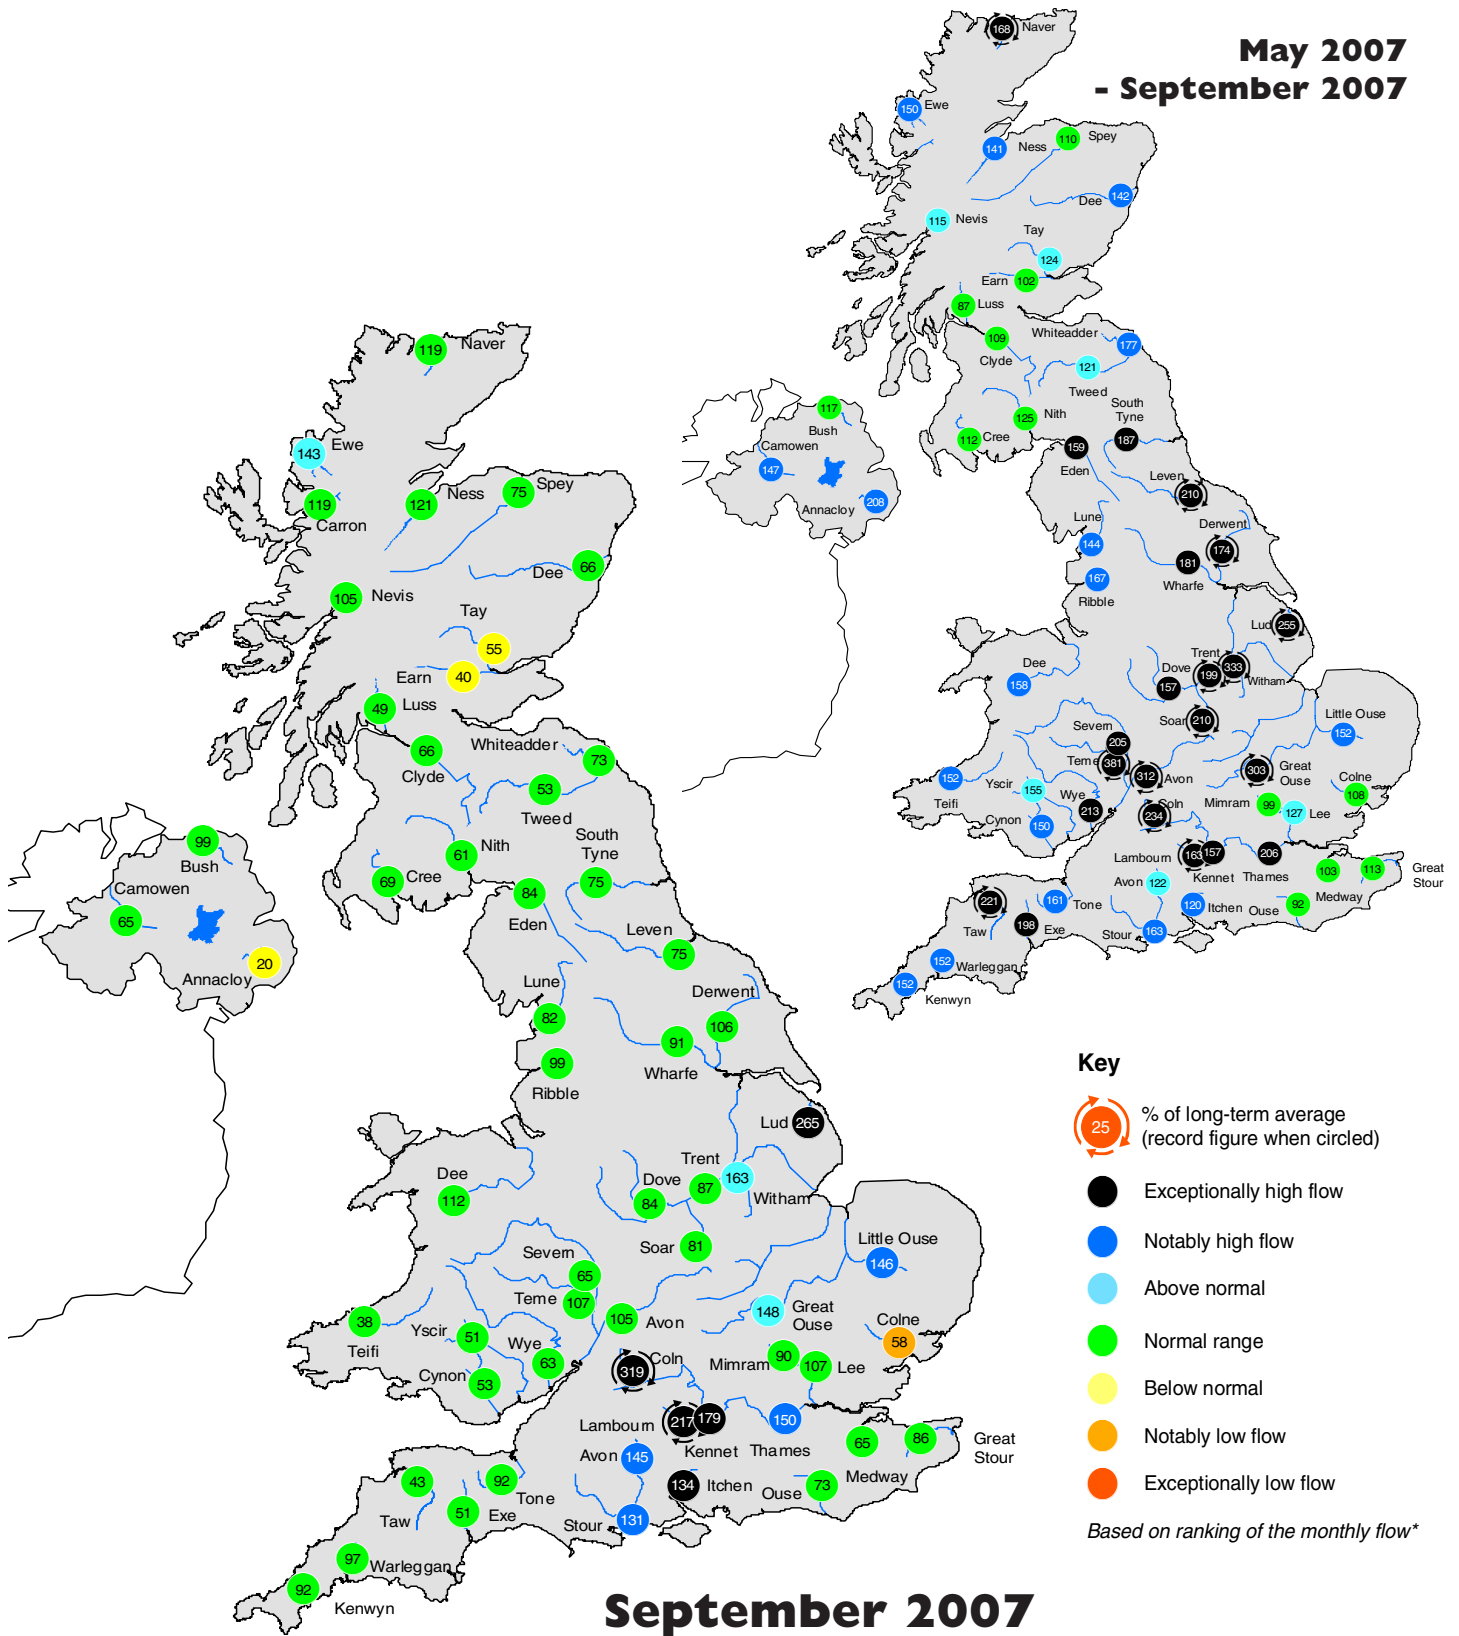 May 2007
- September 2007
168 Naver
150 Ewe
141 Ness
110 Spey
142
Dee
115 Nevis
Tay
124
Earn 102
87 Luss
109
Clyde
Whiteadder
177
121
Tweed
South
Tyne
187
125 Nith
112 Cree
159
Eden
117
Bush
Camowen
147
208
Annacloy
Leven
210
Lune
144
Derwent
174
181
Wharfe
167
Ribble
Lud 255
Dee
158
Trent
Dove 199 333
157 Witham
Soar 210
Little Ouse
152
Severn
205
Teme 381
312 Avon
303 Great
Ouse
Colne
108
152
Teifi
Yscir 155
Wye
213
Cynon 150
Coln
234
Mimram 99
127 Lee
Lambourn 163 157
Kennet
206
Thames
103
113
Great
Stour
Medway
Avon 122
120 Itchen
Ouse 92
221
Taw
161 Tone
198 Exe
Stour 163
152 Warleggan
152
Kenwyn
119 Naver
143 Ewe
119
Carron
121 Ness
75 Spey
66
Dee
105 Nevis
Tay
55
Earn 40
49 Luss
66
Clyde
Whiteadder
73
53
Tweed
South
Tyne
75
61 Nith
69 Cree
84
Eden
99
Bush
Camowen
65
20
Annacloy
Leven
75
Lune
82
Derwent
106
91
Wharfe
99
Ribble
Lud 265
Dee
112
Trent
Dove 87 163
84 Witham
Soar 81
Little Ouse
146
Severn
65
Teme 107
105 Avon
148 Great
Ouse
Colne
58
38
Teifi
Yscir 51
Wye
63
Cynon 53
Coln
319
Mimram 90
107 Lee
Lambourn 217 179
Kennet
150
Thames
65
86
Great
Stour
Medway
Avon 145
134 Itchen
Ouse 73
43
Taw
92
Tone
51 Exe
Stour 131
97 Warleggan
92
Kenwyn
September 2007
Key
25 % of long-term average
(record figure when circled)
Exceptionally high flow
Notably high flow
Above normal
Normal range
Below normal
Notably low flow
Exceptionally low flow
Based on ranking of the monthly flow*